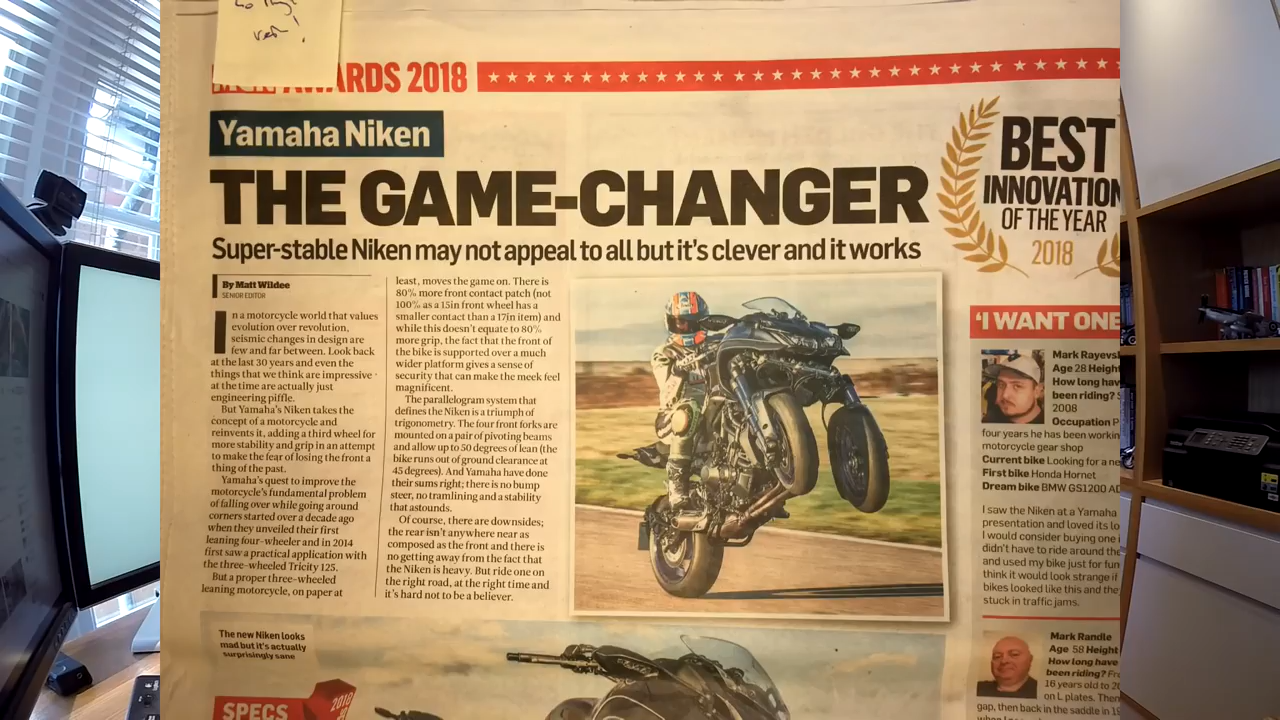 ver!
AWARDS 2018
Yamaha Niken
THE GAME-CHANGER
Super-stable Niken may not appeal to all but it's clever and it works
BEST
INNOVATION
OF THE YEAR
2018
By Matt Wildee
SENIOR EDITOR
In a motorcycle world that values
evolution over revolution,
seismic changes in design are
few and far between. Look back
at the last 30 years and even the
things that we think are impressive
at the time are actually just
engineering piffle.
But Yamaha's Niken takes the
concept of a motorcycle and
reinvents it, adding a third wheel for
more stability and grip in an attempt
to make the fear of losing the front a
thing of the past.
Yamaha's quest to improve the
motorcycle's fundamental problem
of falling over while going around
corners started over a decade ago
when they unveiled their first
leaning four-wheeler and in 2014
first saw a practical application with
the three-wheeled Tricity 125.
But a proper three-wheeled
leaning motorcycle, on paper at
least, moves the game on. There is
80% more front contact patch (not
100% as a 15in front wheel has a
smaller contact than a 17in item) and
while this doesn't equate to 80%
more grip, the fact that the front of
the bike is supported over a much
wider platform gives a sense of
security that can make the meek feel
magnificent.
The parallelogram system that
defines the Niken is a triumph of
trigonometry. The four front forks are
mounted on a pair of pivoting beams
and allow up to 50 degrees of lean (the
bike runs out of ground clearance at
45 degrees). And Yamaha have done
their sums right; there is no bump
steer, no tramlining and a stability
that astounds.
Of course, there are downsides;
the rear isn't anywhere near as
composed as the front and there is
no getting away from the fact that
the Niken is heavy. But ride one on
the right road, at the right time and
it's hard not to be a believer.
'I WANT ONE
Mark Rayevs
Age 28 Height
How long hav
been riding?
2008
Occupation P
four years he has been workin
motorcycle gear shop
Current bike Looking for a ne
First bike Honda Hornet
Dream bike BMW GS1200 AD
I saw the Niken at a Yamaha
presentation and loved its lo
I would consider buying one i
didn't have to ride around the
and used my bike just for fun
think it would look strange if
bikes looked like this and the
stuck in traffic jams.
Mark Randle
Age 58 Height
How long have
been riding? Fr
16 years old to 2
on L plates. Then
gap, then back in the saddle in 19
The new Niken looks
mad but it's actually
surprisingly sane
SPECS
2018